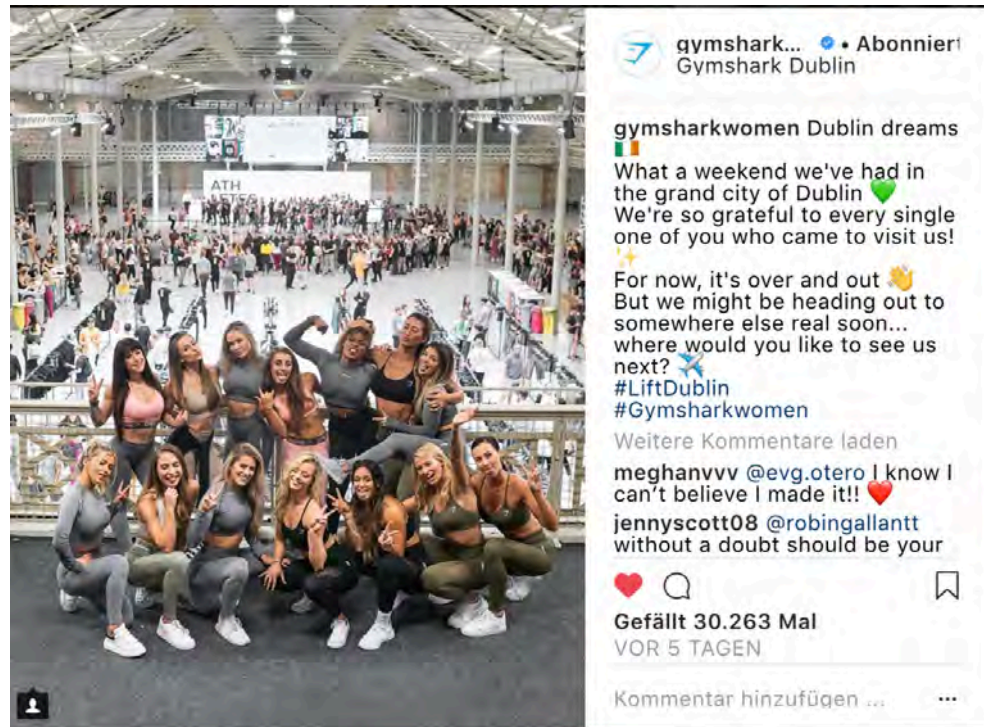 ATH
gymshark... • Abonniert
Gymshark Dublin
gymsharkwomen Dublin dreams
🇮🇪
What a weekend we've had in
the grand city of Dublin 💚
We're so grateful to every single
one of you who came to visit us!
✨
For now, it's over and out 👋
But we might be heading out to
somewhere else real soon...
where would you like to see us
next? ✈️
#LiftDublin
#Gymsharkwomen
Weitere Kommentare laden
meghanvvv @evg.otero I know I
can't believe I made it!! ❤️
jennyscott08 @robingallantt
without a doubt should be your
Gefällt 30.263 Mal
VOR 5 TAGEN
Kommentar hinzufügen ...